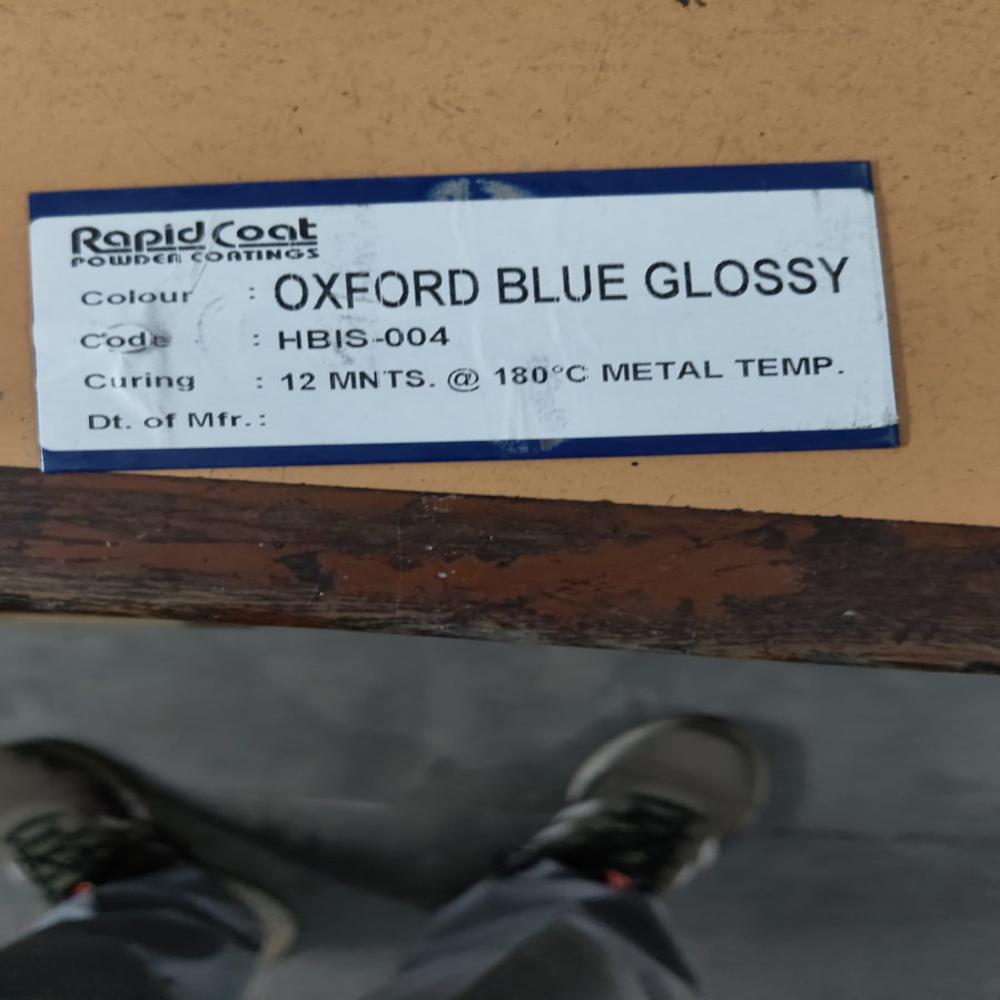 Rapid Coat
POWDER COATINGS
Colour : OXFORD BLUE GLOSSY
Code : HBIS-004
Curing : 12 MNTS. @ 180°C METAL TEMP.
Dt. of Mfr. :